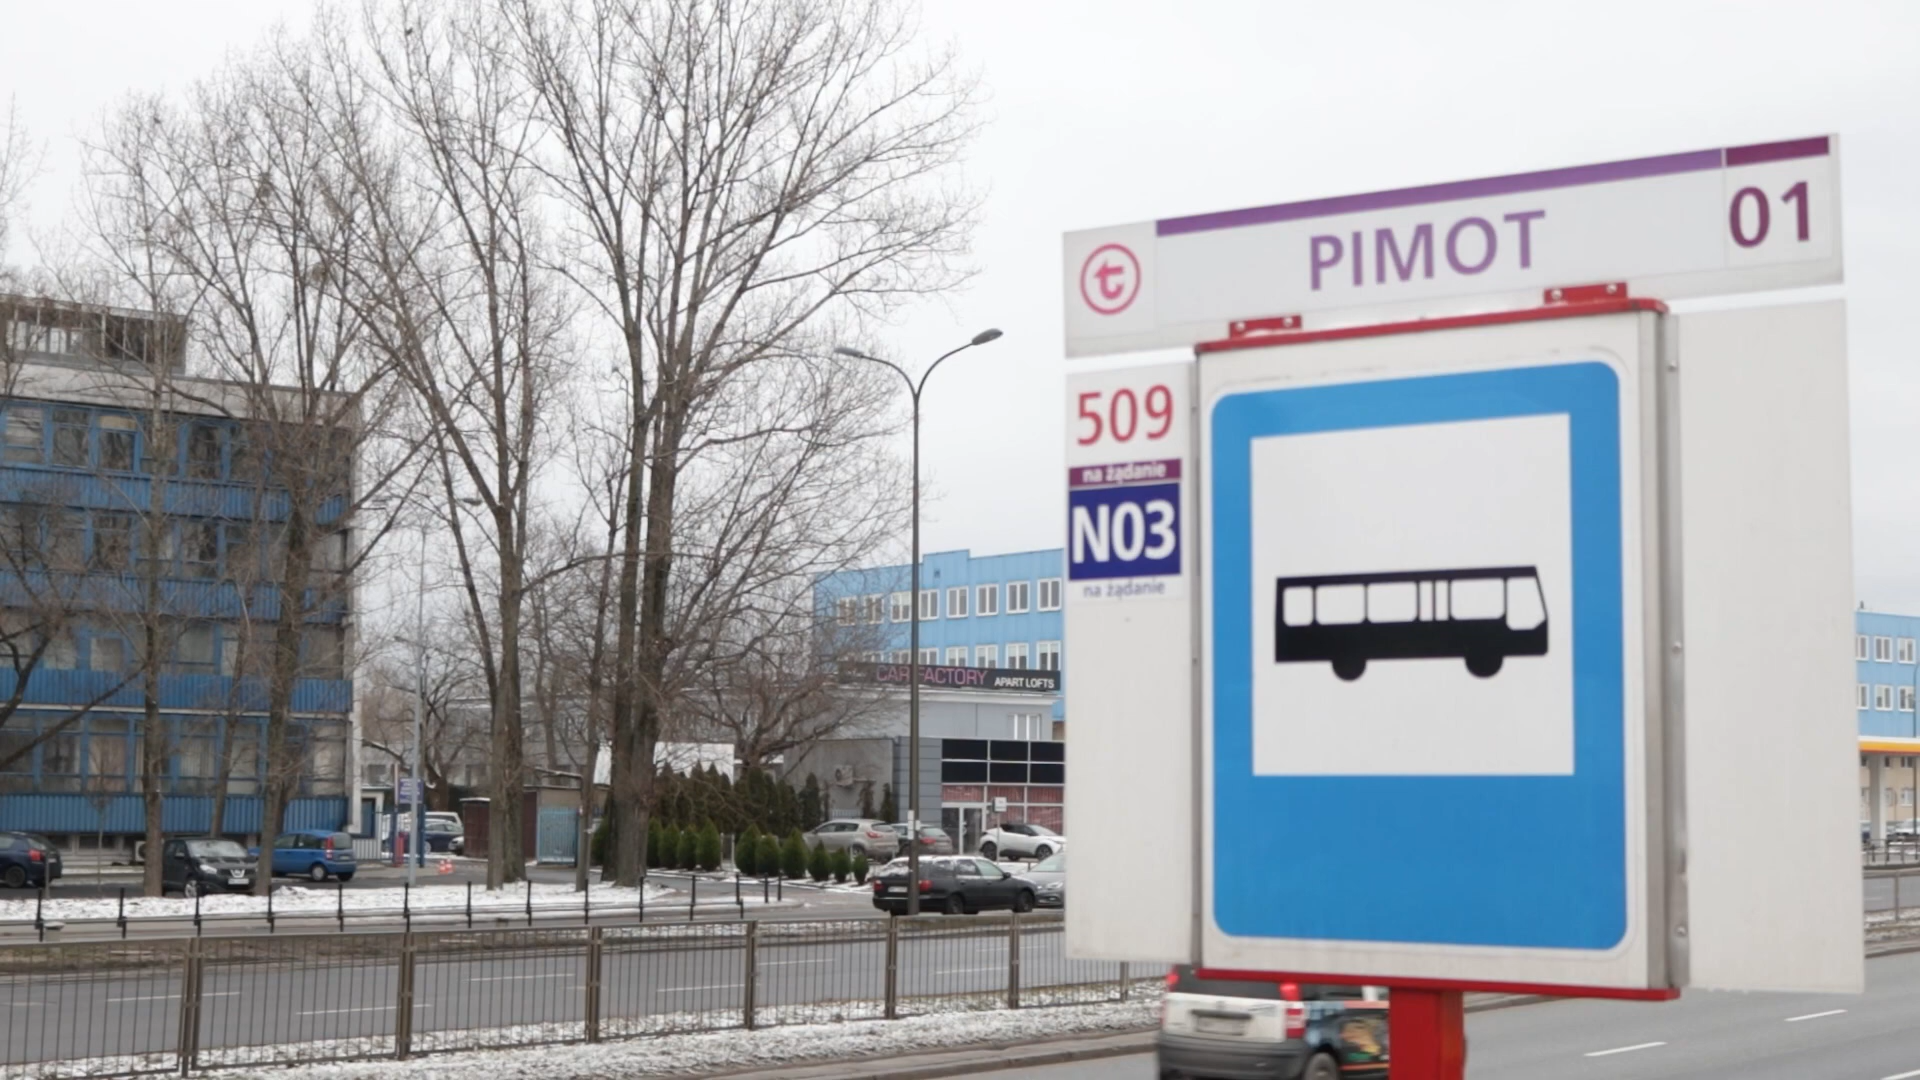 PIMOT
01
t
509
na żądanie
N03
na żądanie
CAR FACTORY
APART LOFTS